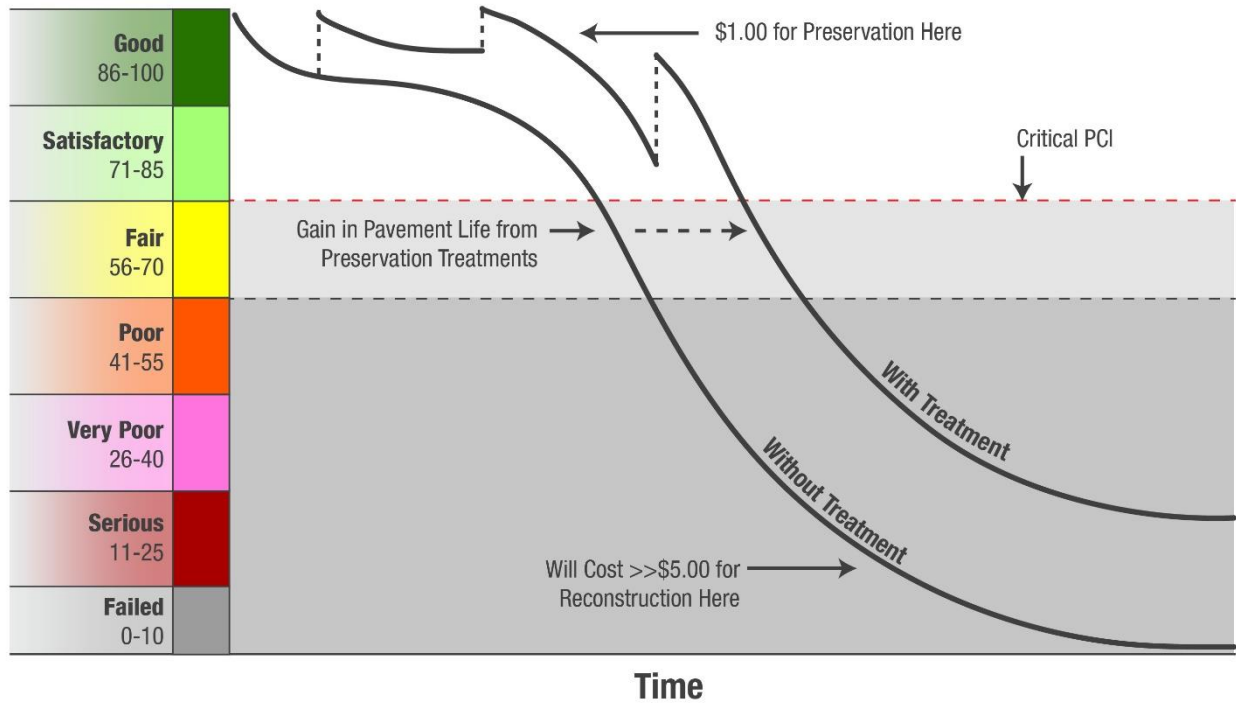 Good
86-100
Satisfactory
71-85
Fair
56-70
Poor
41-55
Very Poor
26-40
Serious
11-25
Failed
0-10
$1.00 for Preservation Here
Critical PCI
Gain in Pavement Life from
Preservation Treatments
With Treatment
Without Treatment
Will Cost >>$5.00 for
Reconstruction Here
Time